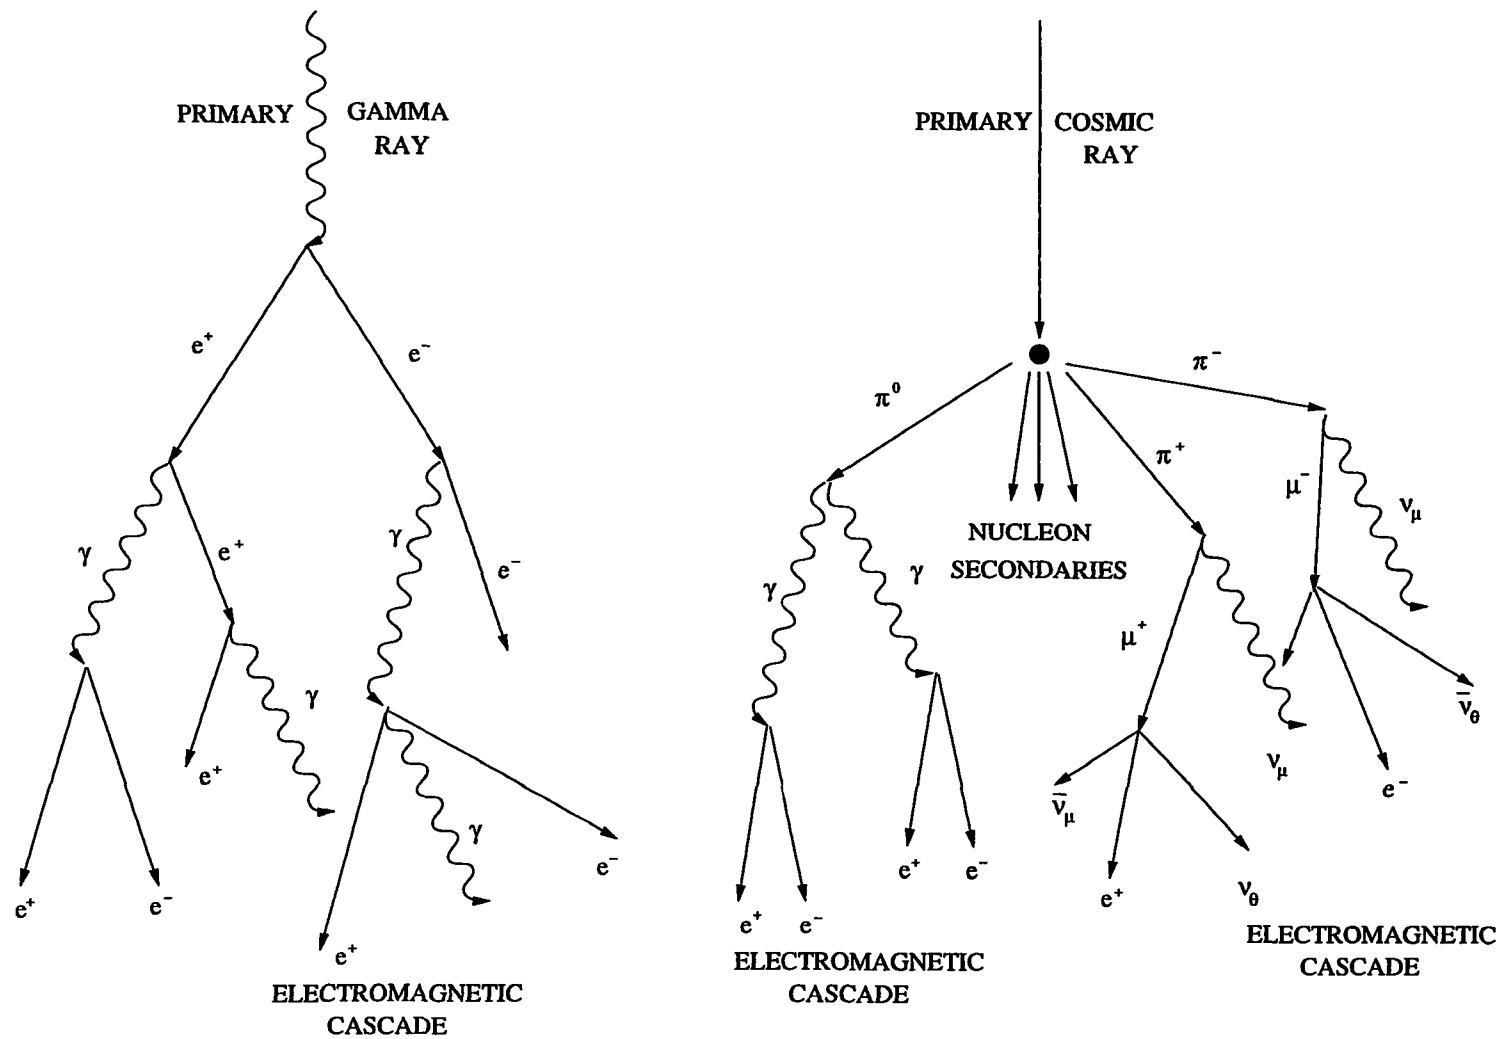 PRIMARY
GAMMA
RAY
e⁺
e⁻
γ
e⁺
γ
e⁻
γ
e⁺
γ
e⁺
e⁻
e⁻
e⁺
ELECTROMAGNETIC
CASCADE
PRIMARY
COSMIC
RAY
π⁰
π⁻
π⁺
NUCLEON
SECONDARIES
γ
γ
μ⁻
ν_μ
μ⁺
ν̄_θ
ν_μ
e⁻
ν̄_μ
e⁺
e⁻
e⁺
ν_θ
e⁺
e⁻
ELECTROMAGNETIC
CASCADE
ELECTROMAGNETIC
CASCADE